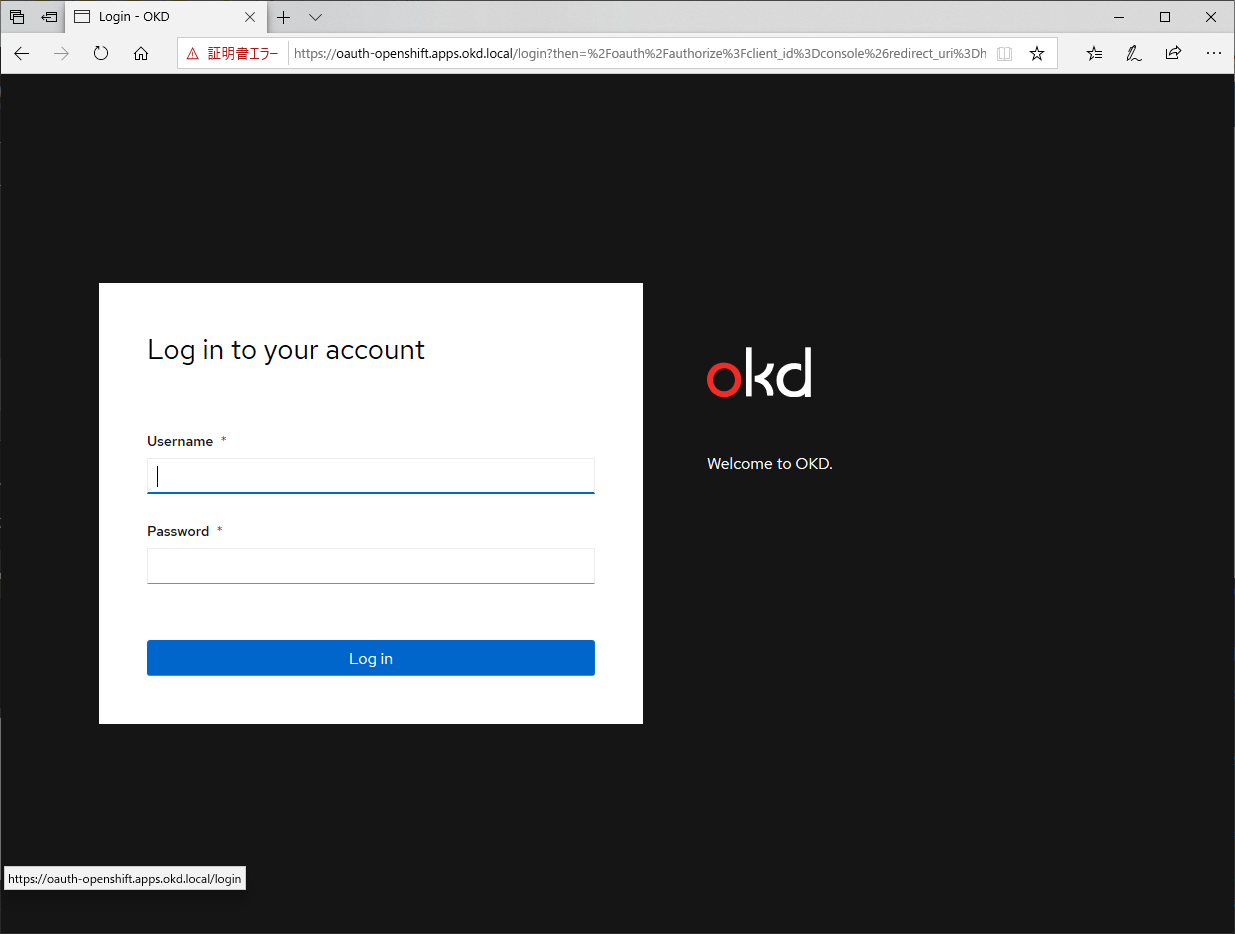 Login - OKD
証明書エラー
https://oauth-openshift.apps.okd.local/login?then=%2Foauth%2Fauthorize%3Fclient_id%3Dconsole%26redirect_uri%3Dh
Log in to your account
Username *
Password *
Log in
okd
Welcome to OKD.
https://oauth-openshift.apps.okd.local/login